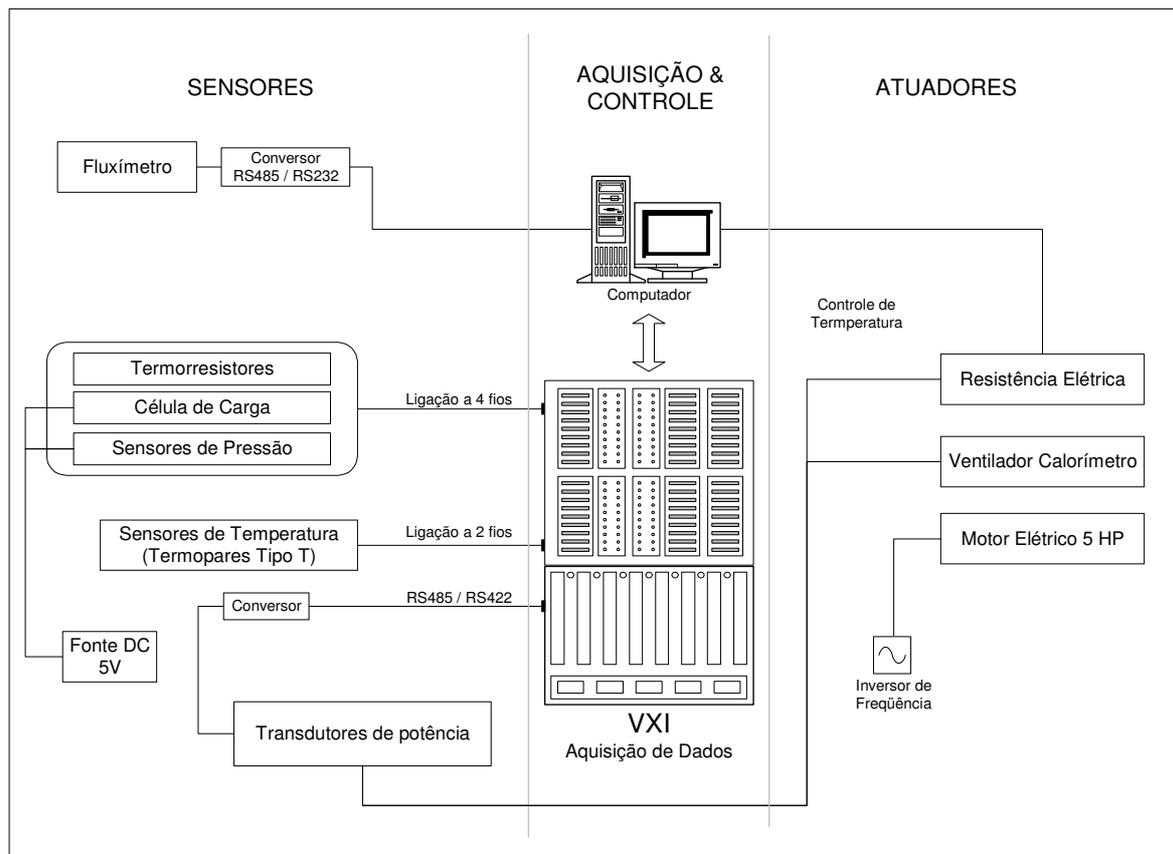 SENSORES
AQUISIÇÃO &
CONTROLE
ATUADORES
Fluxímetro
Conversor
RS485 / RS232
Computador
Controle de
Termperatura
Termorresistores
Célula de Carga
Sensores de Pressão
Ligação a 4 fios
Resistência Elétrica
Ventilador Calorímetro
Sensores de Temperatura
(Termopares Tipo T)
Ligação a 2 fios
Motor Elétrico 5 HP
Conversor
RS485 / RS422
Fonte DC
5V
Inversor de
Freqüência
Transdutores de potência
VXI
Aquisição de Dados